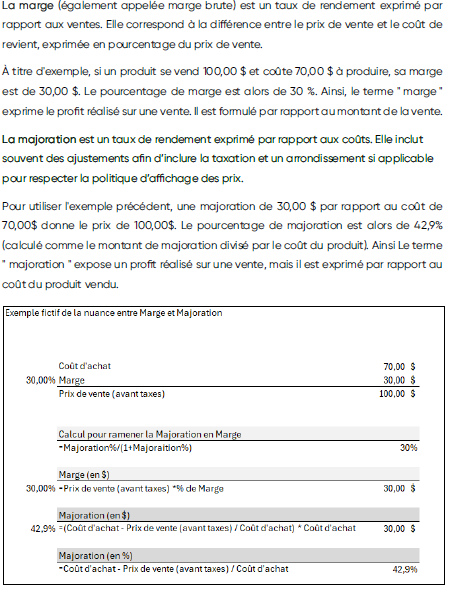 La marge (également appelée marge brute) est un taux de rendement exprimé par
rapport aux ventes. Elle correspond à la différence entre le prix de vente et le coût de
revient, exprimée en pourcentage du prix de vente.
À titre d'exemple, si un produit se vend 100,00 $ et coûte 70,00 $ à produire, sa marge
est de 30,00 $. Le pourcentage de marge est alors de 30 %. Ainsi, le terme " marge "
exprime le profit réalisé sur une vente. Il est formulé par rapport au montant de la vente.
La majoration est un taux de rendement exprimé par rapport aux coûts. Elle inclut
souvent des ajustements afin d'inclure la taxation et un arrondissement si applicable
pour respecter la politique d'affichage des prix.
Pour utiliser l'exemple précédent, une majoration de 30,00 $ par rapport au coût de
70,00$ donne le prix de 100,00$. Le pourcentage de majoration est alors de 42,9%
(calculé comme le montant de majoration divisé par le coût du produit). Ainsi Le terme
" majoration " expose un profit réalisé sur une vente, mais il est exprimé par rapport au
coût du produit vendu.
Exemple fictif de la nuance entre Marge et Majoration
Coût d'achat 70,00 $
30,00% Marge 30,00 $
Prix de vente (avant taxes) 100,00 $
Calcul pour ramener la Majoration en Marge
=Majoration%/(1+Majoraition%) 30%
Marge (en $)
30,00% =Prix de vente (avant taxes) *% de Marge 30,00 $
Majoration (en $)
42,9% =(Coût d'achat - Prix de vente (avant taxes) / Coût d'achat) * Coût d'achat 30,00 $
Majoration (en %)
=Coût d'achat - Prix de vente (avant taxes) / Coût d'achat 42,9%